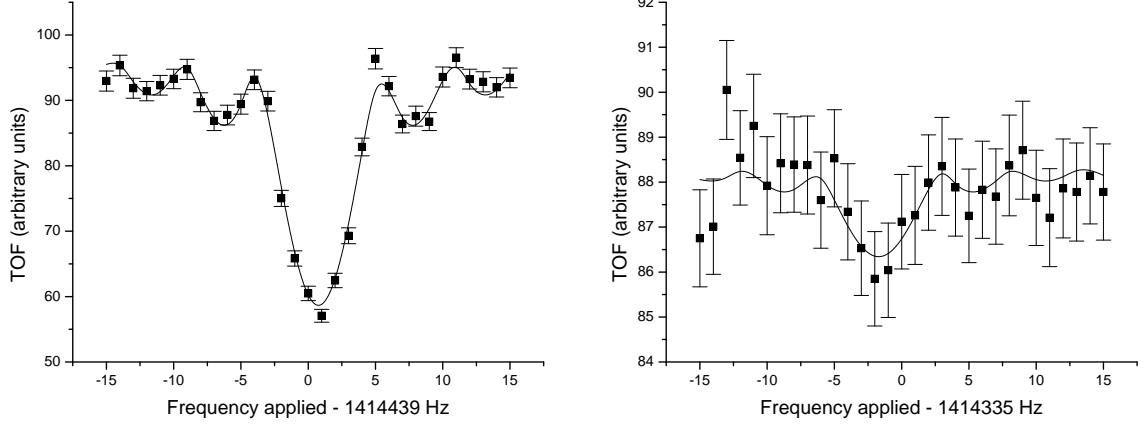 100
90
80
70
60
50
TOF (arbitrary units)
-15 -10 -5 0 5 10 15
Frequency applied - 1414439 Hz
92
91
90
89
88
87
86
85
84
TOF (arbitrary units)
-15 -10 -5 0 5 10 15
Frequency applied - 1414335 Hz